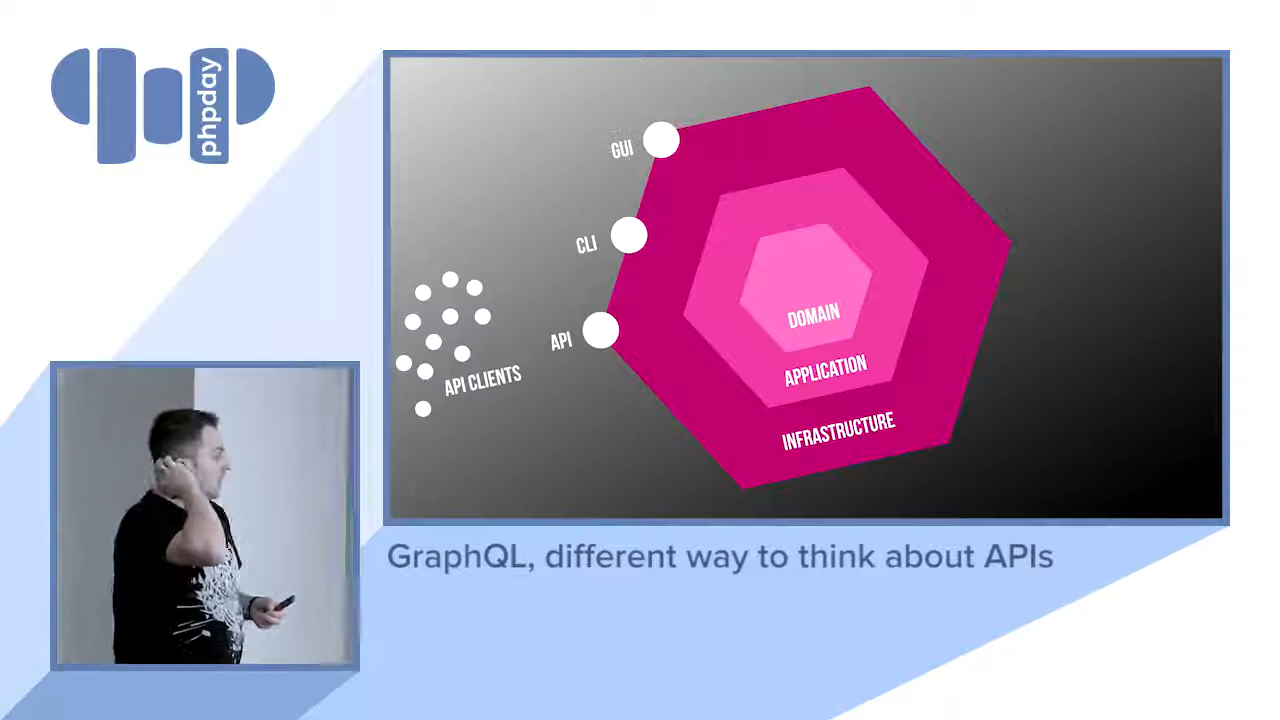 phpday
GUI
CLI
API
API CLIENTS
DOMAIN
APPLICATION
INFRASTRUCTURE
GraphQL, different way to think about APIs